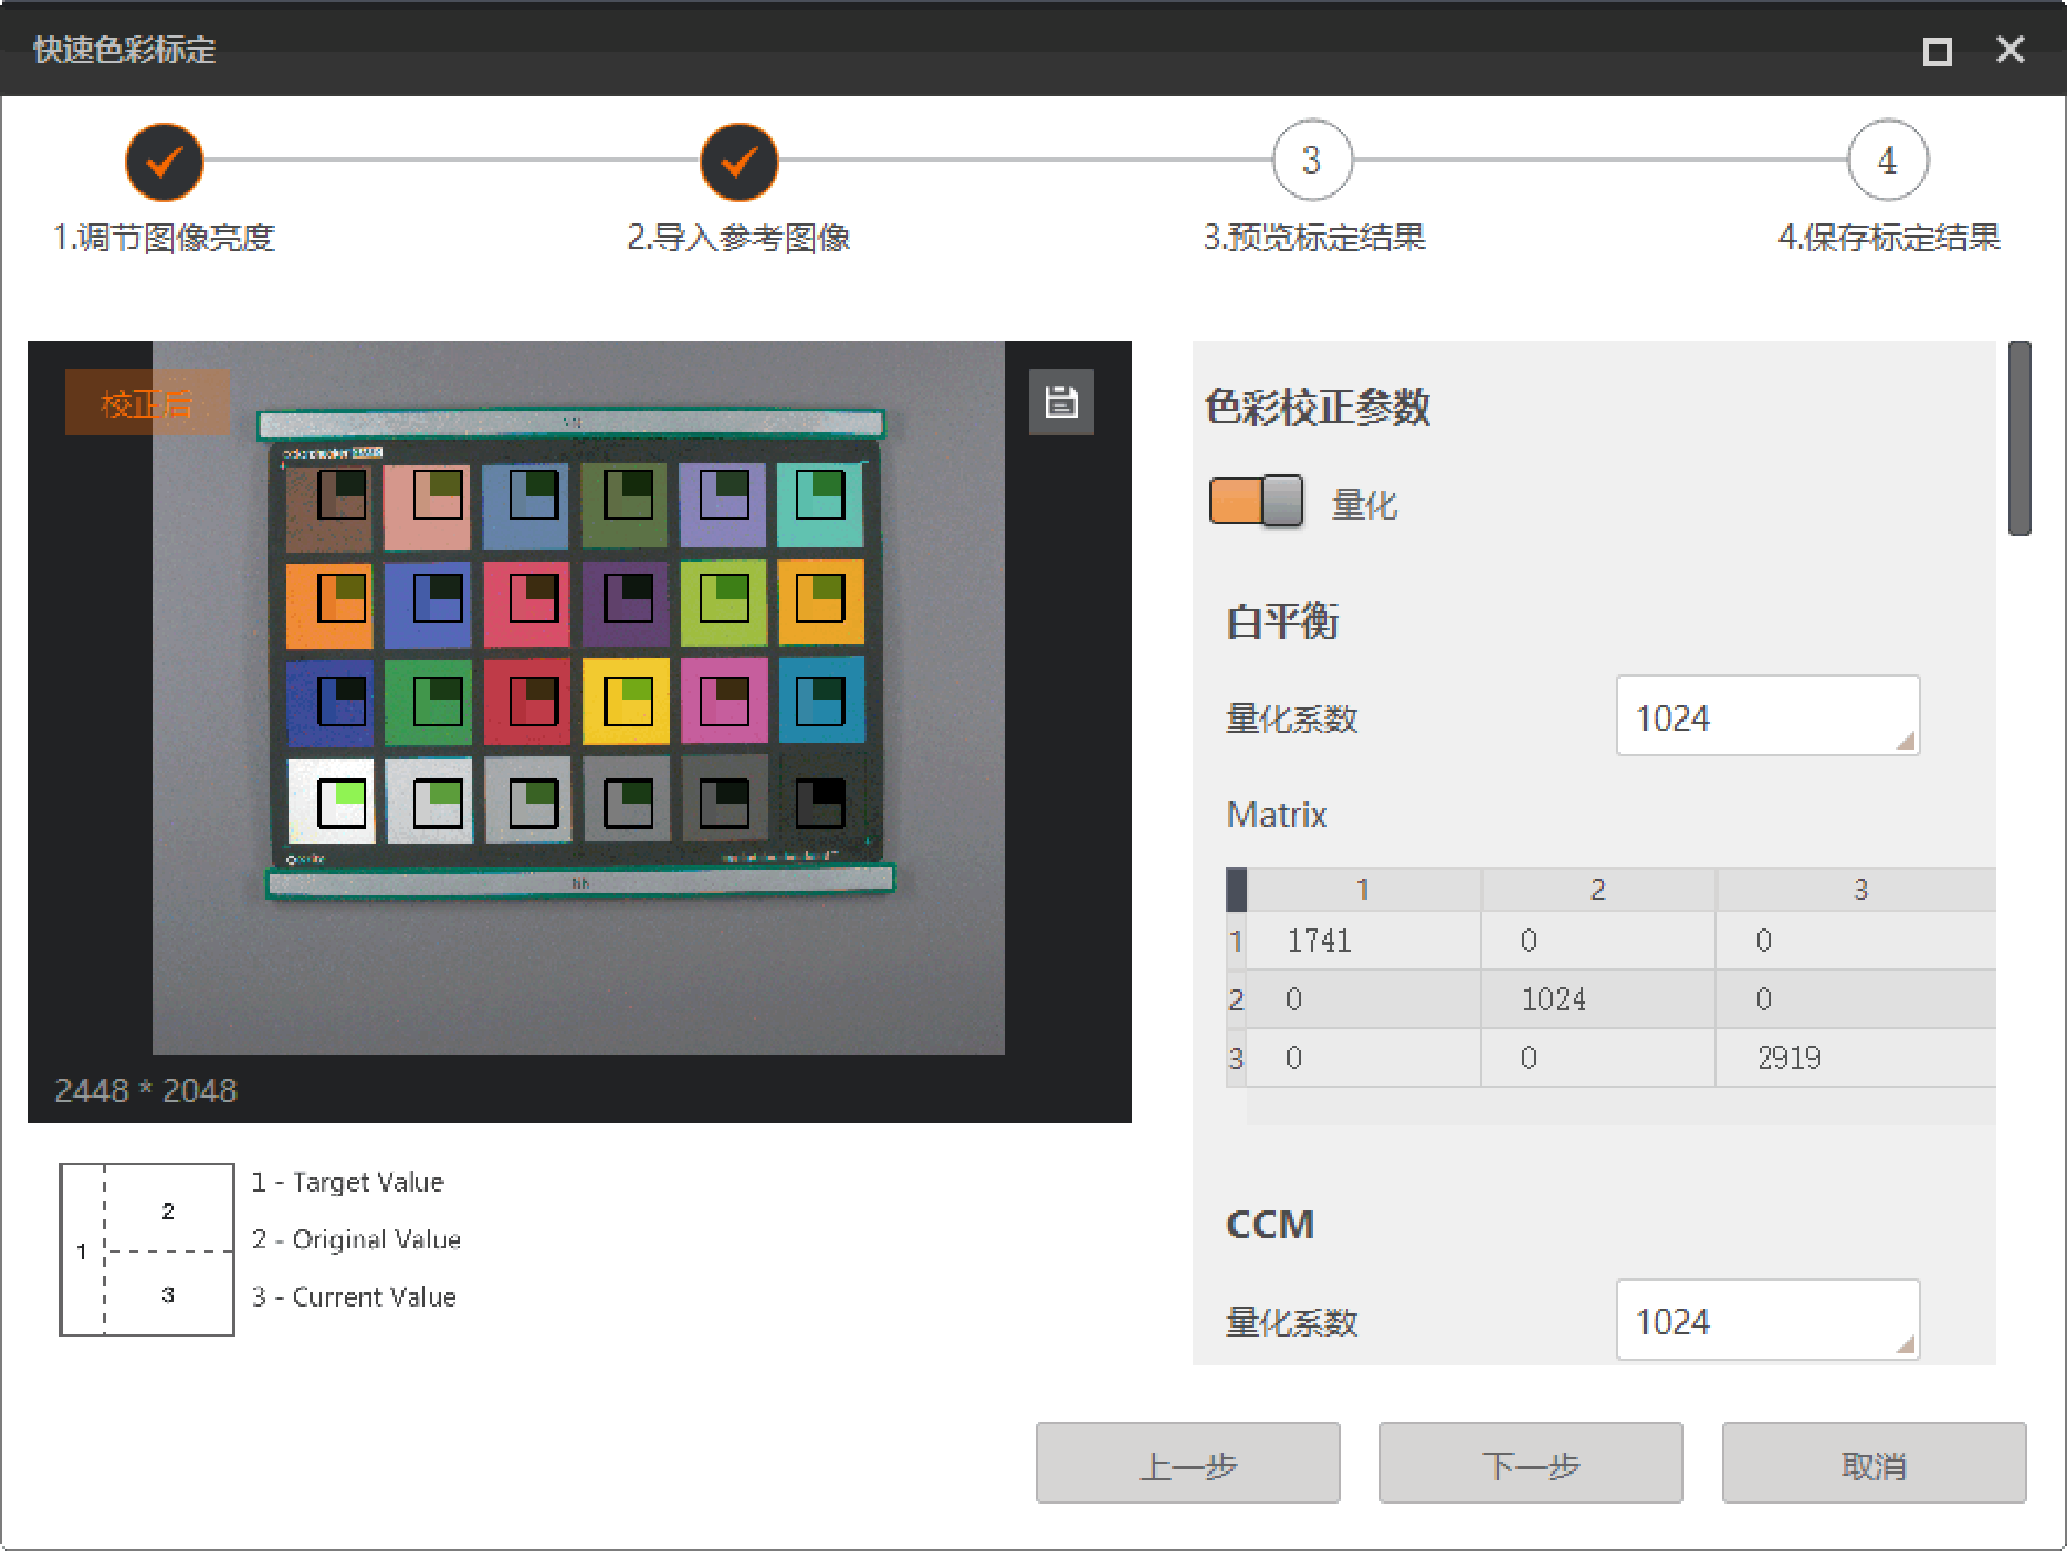 快速色彩标定
3
4
1.调节图像亮度
2.导入参考图像
3.预览标定结果
4.保存标定结果
校正后
2448 * 2048
1
2
3
1 - Target Value
2 - Original Value
3 - Current Value
色彩校正参数
量化
白平衡
量化系数 1024
Matrix
1 2 3
1 1741 0 0
2 0 1024 0
3 0 0 2919
CCM
量化系数 1024
上一步 下一步 取消